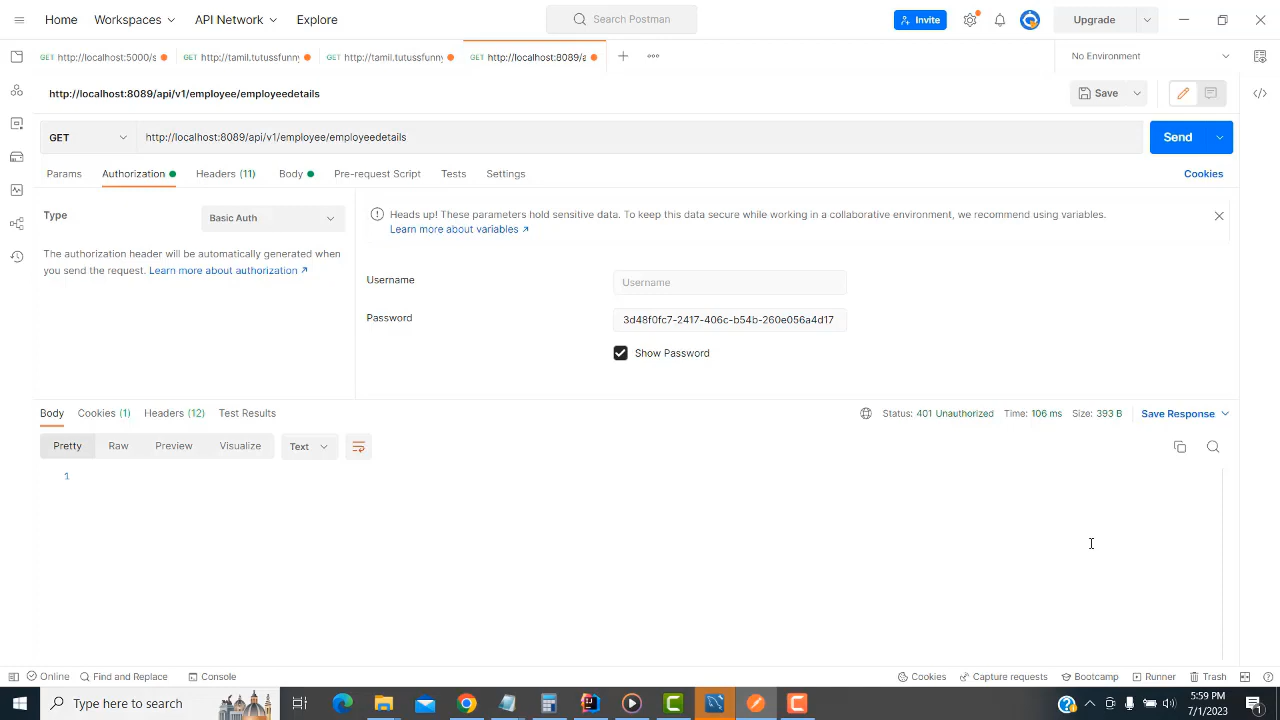 Home Workspaces API Network Explore Search Postman Invite Upgrade
GET http://localhost:5000/s GET http://tamil.tutussfunny GET http://tamil.tutussfunny GET http://localhost:8089/a No Environment
http://localhost:8089/api/v1/employee/employeedetails Save
GET http://localhost:8089/api/v1/employee/employeedetails Send
Params Authorization Headers (11) Body Pre-request Script Tests Settings Cookies
Type Basic Auth
The authorization header will be automatically generated when
you send the request. Learn more about authorization
Heads up! These parameters hold sensitive data. To keep this data secure while working in a collaborative environment, we recommend using variables.
Learn more about variables
Username Username
Password 3d48f0fc7-2417-406c-b54b-260e056a4d17
Show Password
Body Cookies (1) Headers (12) Test Results Status: 401 Unauthorized Time: 106 ms Size: 393 B Save Response
Pretty Raw Preview Visualize Text
1
Online Find and Replace Console Cookies Capture requests Bootcamp Runner Trash
Type here to search
5:59 PM
7/1/2023
1